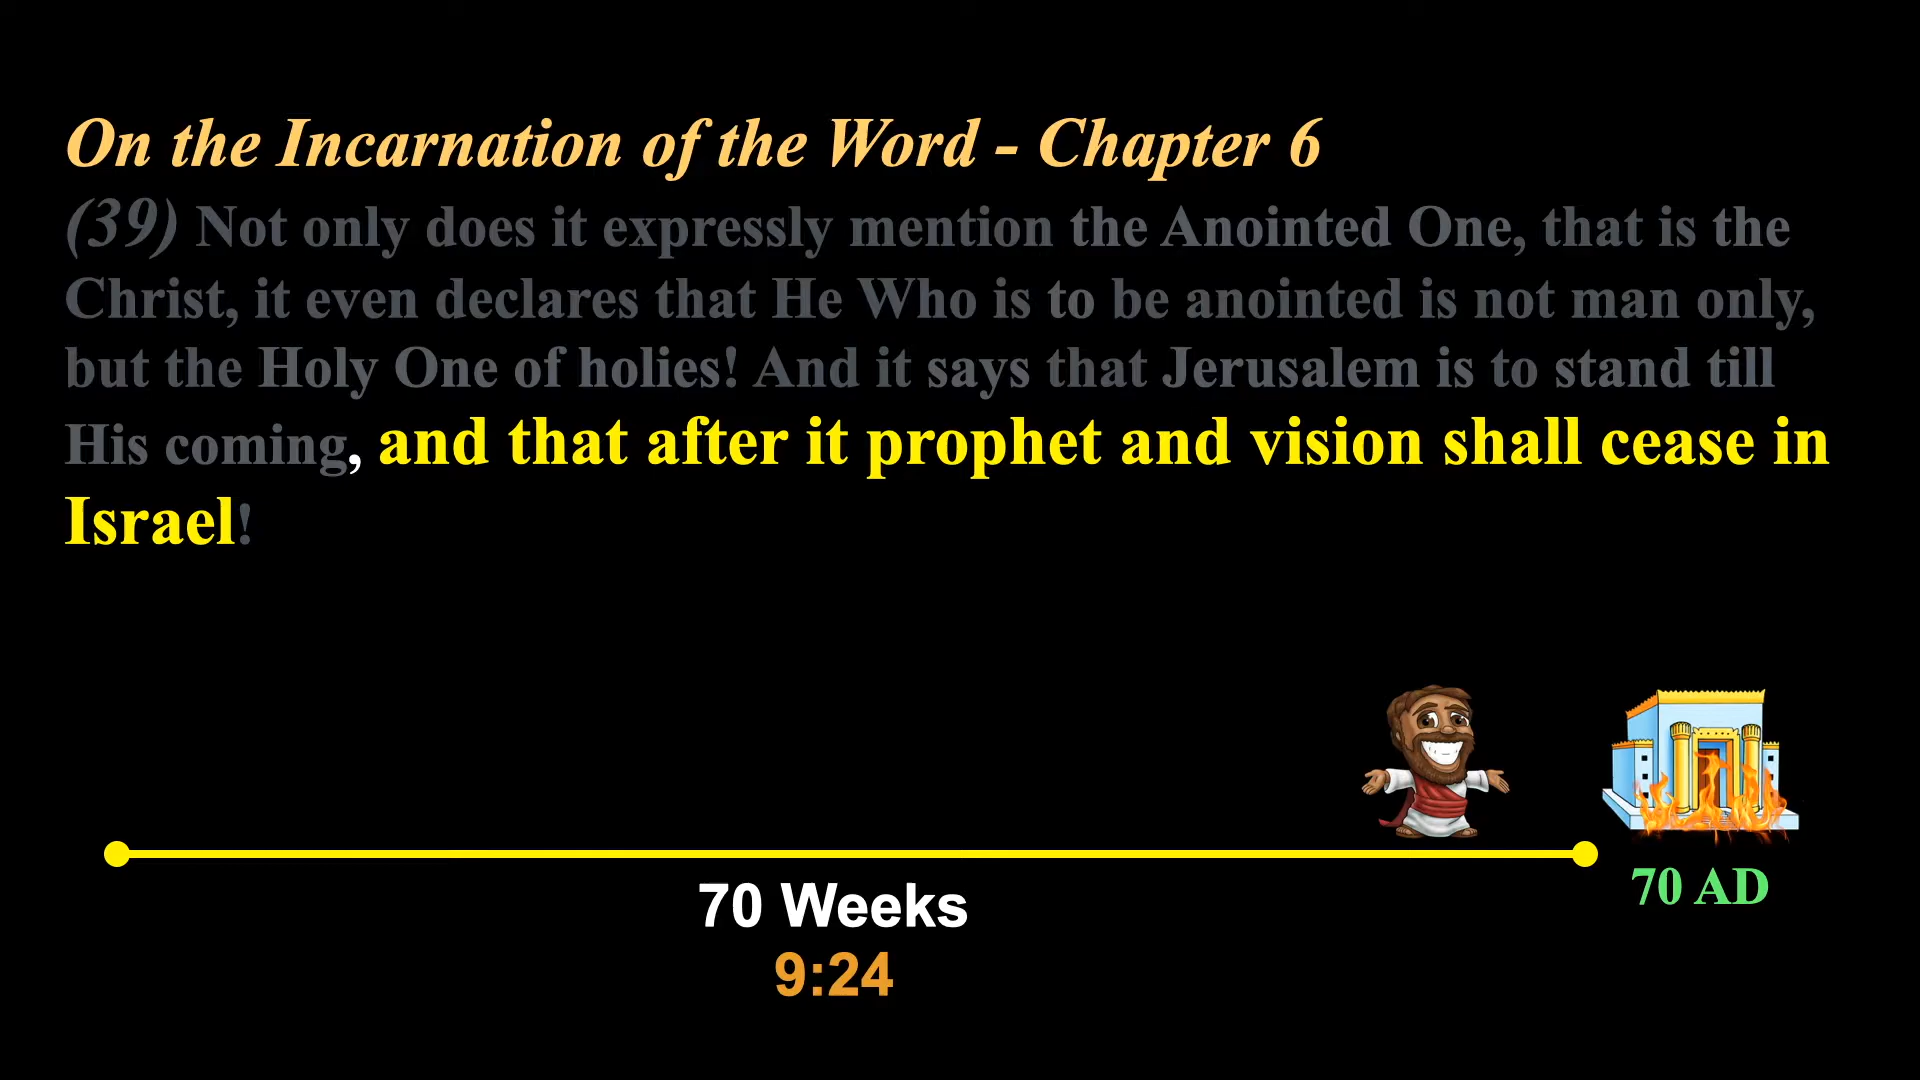 On the Incarnation of the Word - Chapter 6
(39) Not only does it expressly mention the Anointed One, that is the
Christ, it even declares that He Who is to be anointed is not man only,
but the Holy One of holies! And it says that Jerusalem is to stand till
His coming, and that after it prophet and vision shall cease in
Israel!
70 AD
70 Weeks
9:24